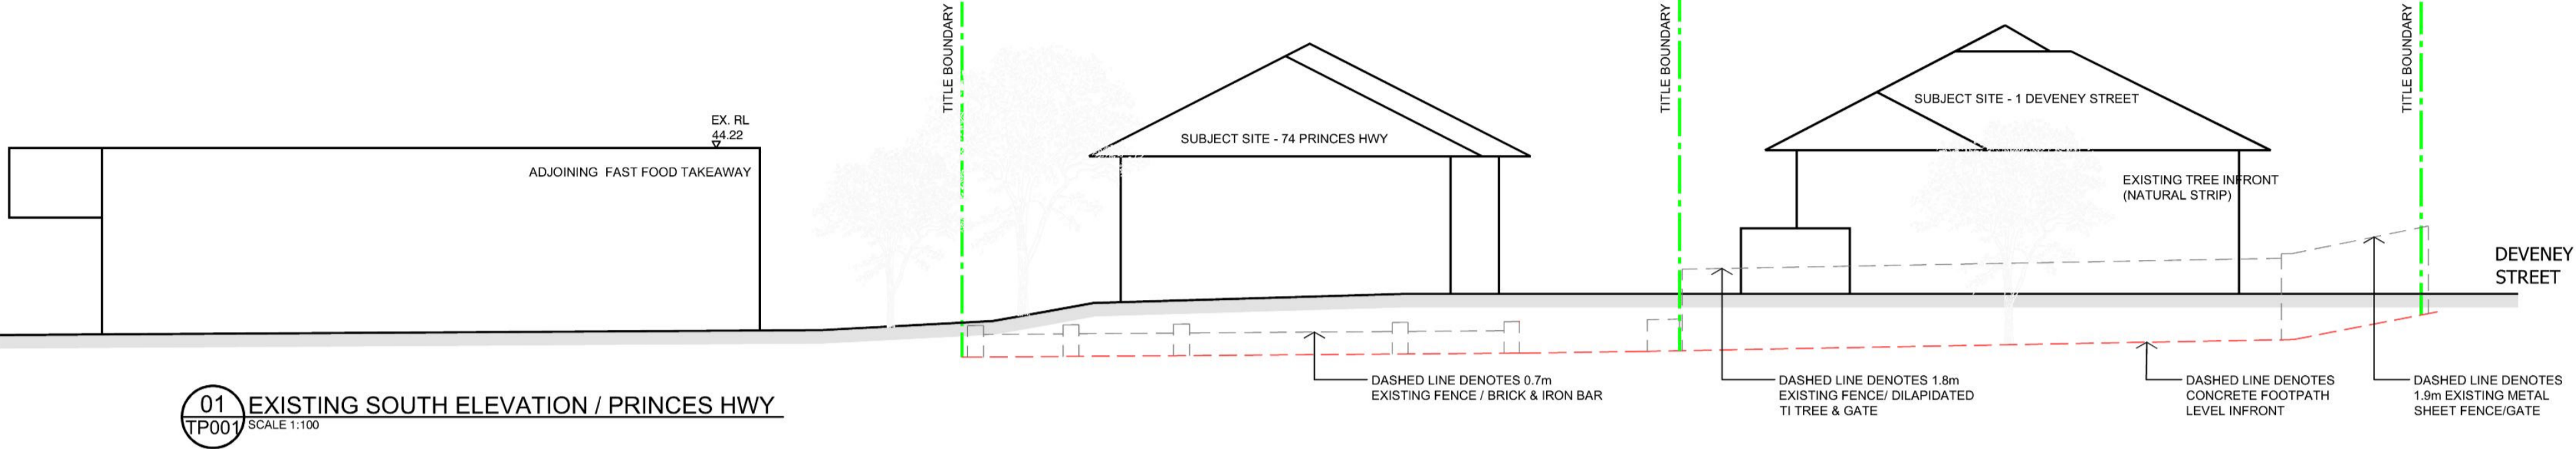 TITLE BOUNDARY
TITLE BOUNDARY
TITLE BOUNDARY
EX. RL
44.22
ADJOINING FAST FOOD TAKEAWAY
SUBJECT SITE - 74 PRINCES HWY
SUBJECT SITE - 1 DEVENEY STREET
EXISTING TREE INFRONT
(NATURAL STRIP)
DEVENEY
STREET
DASHED LINE DENOTES 0.7m
EXISTING FENCE / BRICK & IRON BAR
DASHED LINE DENOTES 1.8m
EXISTING FENCE/ DILAPIDATED
TI TREE & GATE
DASHED LINE DENOTES
CONCRETE FOOTPATH
LEVEL INFRONT
DASHED LINE DENOTES
1.9m EXISTING METAL
SHEET FENCE/GATE
01
TP001
EXISTING SOUTH ELEVATION / PRINCES HWY
SCALE 1:100